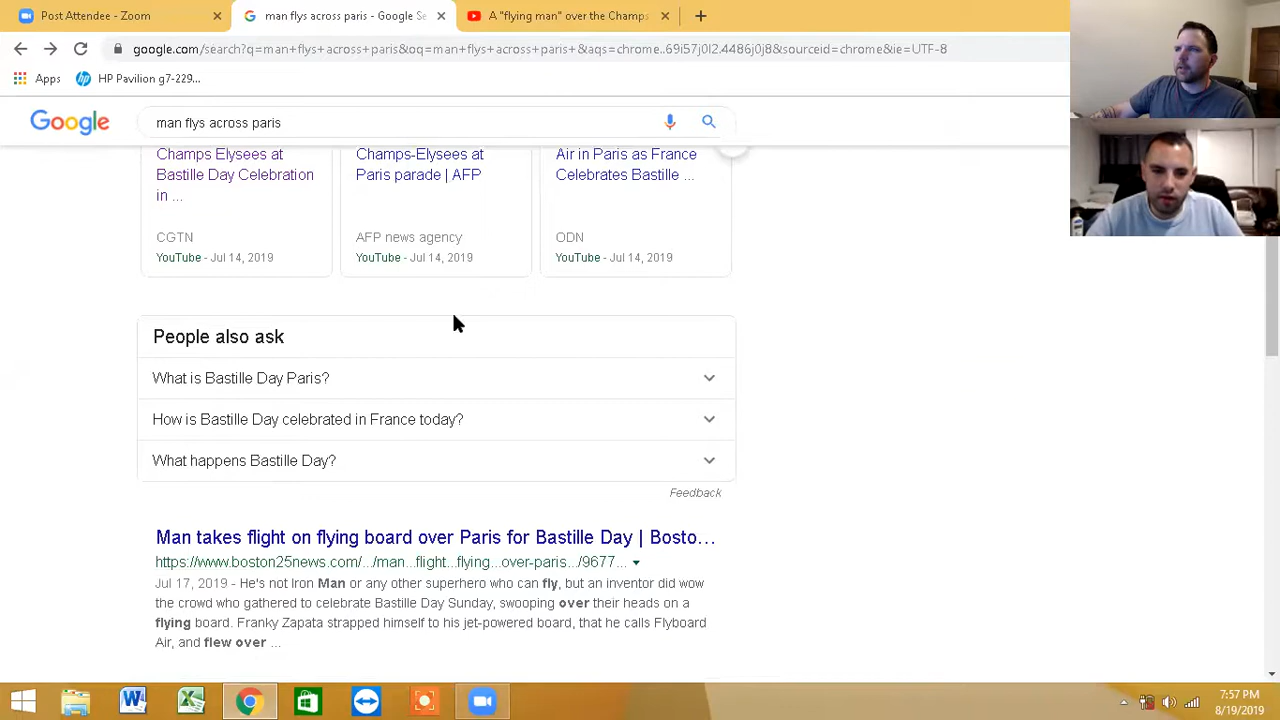 Post Attendee - Zoom
man flys across paris - Google Se
A "flying man" over the Champs
google.com/search?q=man+flys+across+paris&oq=man+flys+across+paris+&aqs=chrome..69i57j0l2.4486j0j8&sourceid=chrome&ie=UTF-8
Apps
HP Pavilion g7-229...
Google
man flys across paris
Champs Elysees at
Bastille Day Celebration
in ...
CGTN
YouTube - Jul 14, 2019
Champs-Elysees at
Paris parade | AFP
AFP news agency
YouTube - Jul 14, 2019
Air in Paris as France
Celebrates Bastille ...
ODN
YouTube - Jul 14, 2019
People also ask
What is Bastille Day Paris?
How is Bastille Day celebrated in France today?
What happens Bastille Day?
Feedback
Man takes flight on flying board over Paris for Bastille Day | Bosto...
https://www.boston25news.com/.../man...flight...flying...over-paris.../9677...
Jul 17, 2019 - He's not Iron Man or any other superhero who can fly, but an inventor did wow
the crowd who gathered to celebrate Bastille Day Sunday, swooping over their heads on a
flying board. Franky Zapata strapped himself to his jet-powered board, that he calls Flyboard
Air, and flew over ...
7:57 PM
8/19/2019